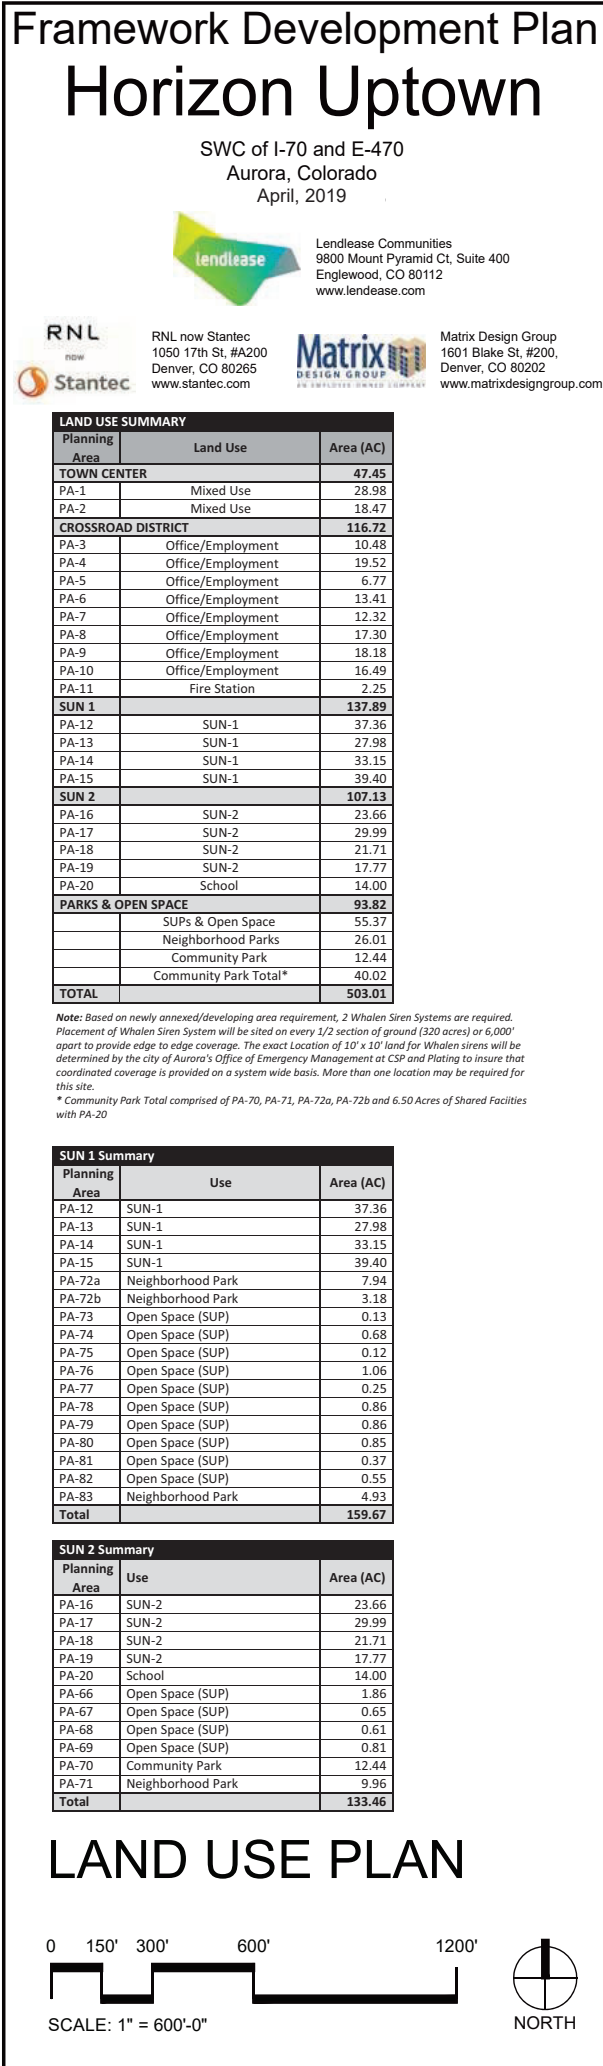 Framework Development Plan
Horizon Uptown
SWC of I-70 and E-470
Aurora, Colorado
April, 2019
lendlease
Lendlease Communities
9800 Mount Pyramid Ct, Suite 400
Englewood, CO 80112
www.lendease.com
RNL
now
Stantec
RNL now Stantec
1050 17th St, #A200
Denver, CO 80265
www.stantec.com
Matrix
DESIGN GROUP
AN EMPLOYEE OWNED COMPANY
Matrix Design Group
1601 Blake St, #200,
Denver, CO 80202
www.matrixdesigngroup.com
LAND USE SUMMARY
Planning Area Land Use Area (AC)
TOWN CENTER 47.45
PA-1 Mixed Use 28.98
PA-2 Mixed Use 18.47
CROSSROAD DISTRICT 116.72
PA-3 Office/Employment 10.48
PA-4 Office/Employment 19.52
PA-5 Office/Employment 6.77
PA-6 Office/Employment 13.41
PA-7 Office/Employment 12.32
PA-8 Office/Employment 17.30
PA-9 Office/Employment 18.18
PA-10 Office/Employment 16.49
PA-11 Fire Station 2.25
SUN 1 137.89
PA-12 SUN-1 37.36
PA-13 SUN-1 27.98
PA-14 SUN-1 33.15
PA-15 SUN-1 39.40
SUN 2 107.13
PA-16 SUN-2 23.66
PA-17 SUN-2 29.99
PA-18 SUN-2 21.71
PA-19 SUN-2 17.77
PA-20 School 14.00
PARKS & OPEN SPACE 93.82
SUPs & Open Space 55.37
Neighborhood Parks 26.01
Community Park 12.44
Community Park Total* 40.02
TOTAL 503.01
Note: Based on newly annexed/developing area requirement, 2 Whalen Siren Systems are required.
Placement of Whalen Siren System will be sited on every 1/2 section of ground (320 acres) or 6,000'
apart to provide edge to edge coverage. The exact Location of 10' x 10' land for Whalen sirens will be
determined by the city of Aurora's Office of Emergency Management at CSP and Plating to insure that
coordinated coverage is provided on a system wide basis. More than one location may be required for
this site.
* Community Park Total comprised of PA-70, PA-71, PA-72a, PA-72b and 6.50 Acres of Shared Faciities
with PA-20
SUN 1 Summary
Planning Area Use Area (AC)
PA-12 SUN-1 37.36
PA-13 SUN-1 27.98
PA-14 SUN-1 33.15
PA-15 SUN-1 39.40
PA-72a Neighborhood Park 7.94
PA-72b Neighborhood Park 3.18
PA-73 Open Space (SUP) 0.13
PA-74 Open Space (SUP) 0.68
PA-75 Open Space (SUP) 0.12
PA-76 Open Space (SUP) 1.06
PA-77 Open Space (SUP) 0.25
PA-78 Open Space (SUP) 0.86
PA-79 Open Space (SUP) 0.86
PA-80 Open Space (SUP) 0.85
PA-81 Open Space (SUP) 0.37
PA-82 Open Space (SUP) 0.55
PA-83 Neighborhood Park 4.93
Total 159.67
SUN 2 Summary
Planning Area Use Area (AC)
PA-16 SUN-2 23.66
PA-17 SUN-2 29.99
PA-18 SUN-2 21.71
PA-19 SUN-2 17.77
PA-20 School 14.00
PA-66 Open Space (SUP) 1.86
PA-67 Open Space (SUP) 0.65
PA-68 Open Space (SUP) 0.61
PA-69 Open Space (SUP) 0.81
PA-70 Community Park 12.44
PA-71 Neighborhood Park 9.96
Total 133.46
LAND USE PLAN
0 150' 300' 600' 1200'
SCALE: 1" = 600'-0"
NORTH